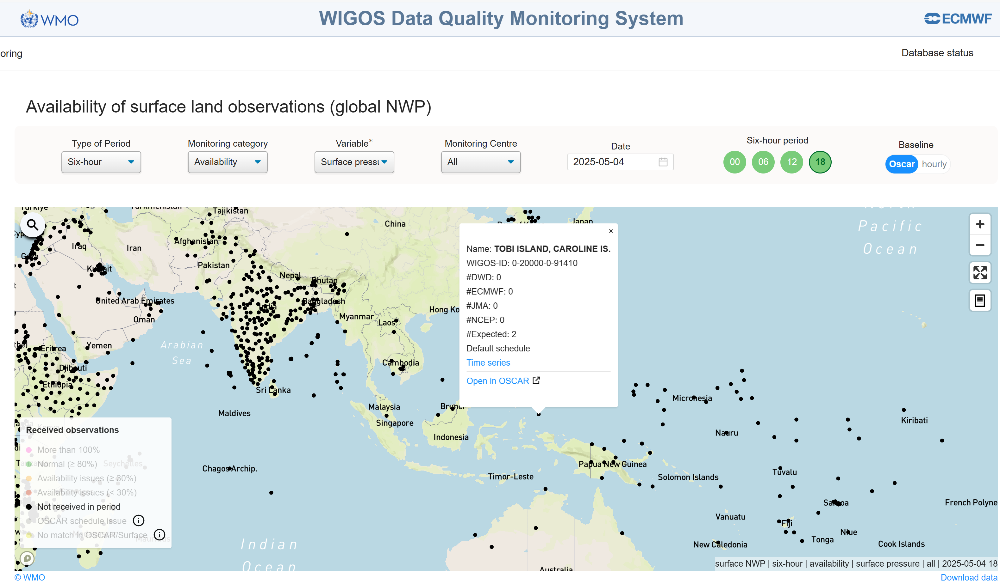 WMO
WIGOS Data Quality Monitoring System
ECMWF
oring
Database status
Availability of surface land observations (global NWP)
Type of Period
Monitoring category
Variable*
Monitoring Centre
Date
Six-hour period
Baseline
Six-hour
Availability
Surface press
All
2025-05-04
00
06
12
18
Oscar
hourly
Türkiye
Turkmenistan
Tajikistan
China
Japan
North
Pacific
Ocean
Iraq
Iran
Afghanistan
Gaza
Kuwait
Pakistan
Nepal
Bhutan
United Arab Emirates
India
Bangladesh
Hong Ko
Oman
Myanmar
Laos
Eritrea
Yemen
Arabian
Sea
Djibouti
Cambodia
Ethiopia
Sri Lanka
Maldives
Malaysia
Brunei
Singapore
Indonesia
Micronesia
Kiribati
Nauru
Chagos Archip.
Seychelles
Timor-Leste
Papua New Guinea
Solomon Islands
Tuvalu
Samoa
French Polyne
Vanuatu
Fiji
Niue
Tonga
New Caledonia
Cook Islands
Indian
Ocean
Australia
×
Name: TOBI ISLAND, CAROLINE IS.
WIGOS-ID: 0-20000-0-91410
#DWD: 0
#ECMWF: 0
#JMA: 0
#NCEP: 0
#Expected: 2
Default schedule
Time series
Open in OSCAR
+
−
Received observations
More than 100%
Normal (≥ 80%)
Availability issues (≥ 30%)
Availability issues (< 30%)
Not received in period
OSCAR schedule issue
No match in OSCAR/Surface
surface NWP | six-hour | availability | surface pressure | all | 2025-05-04 18
© WMO
Download data